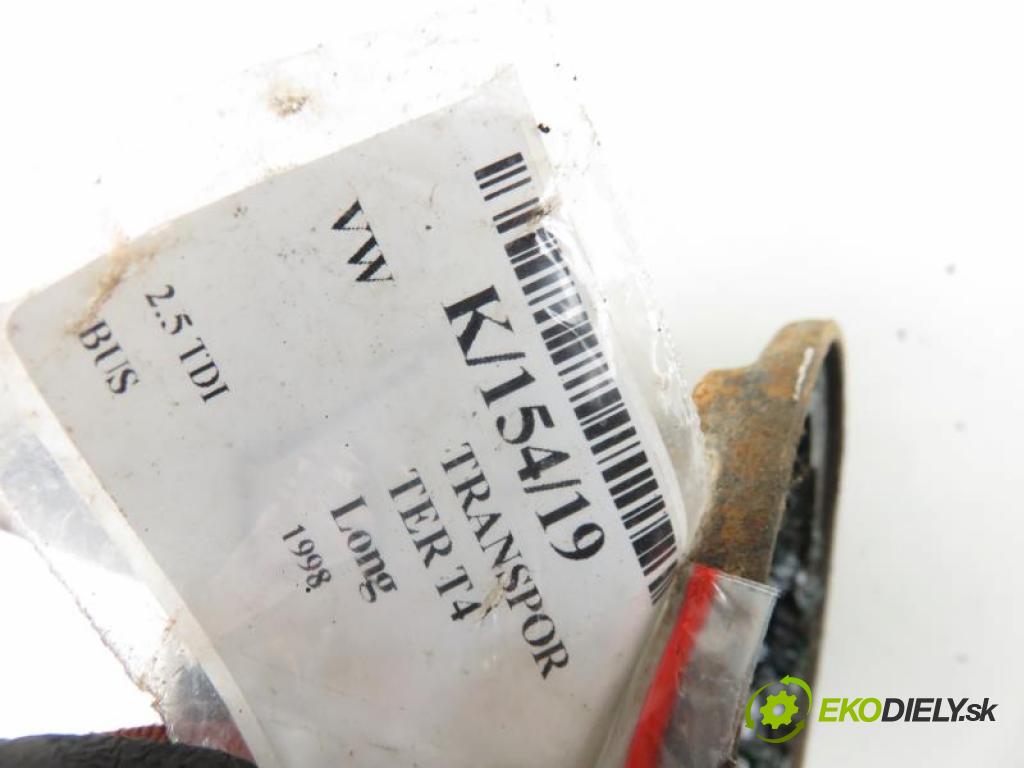 K/154/19
VW TRANSPOR
TER T4
Long
2.5 TDI 1998.
BUS
EKODIELY.sk